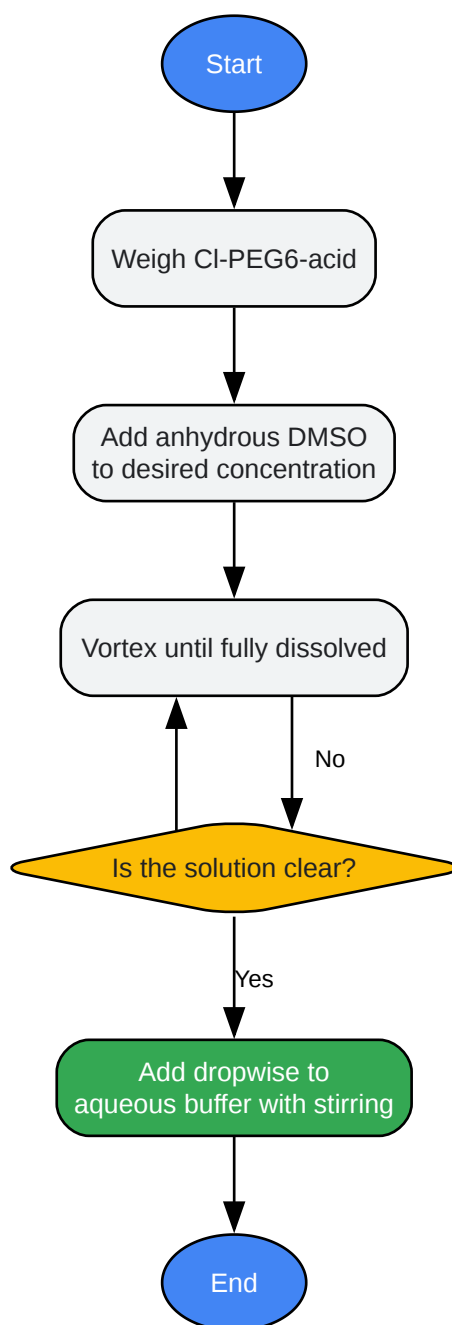 Start
Weigh Cl-PEG6-acid
Add anhydrous DMSO
to desired concentration
Vortex until fully dissolved
No
Is the solution clear?
Yes
Add dropwise to
aqueous buffer with stirring
End